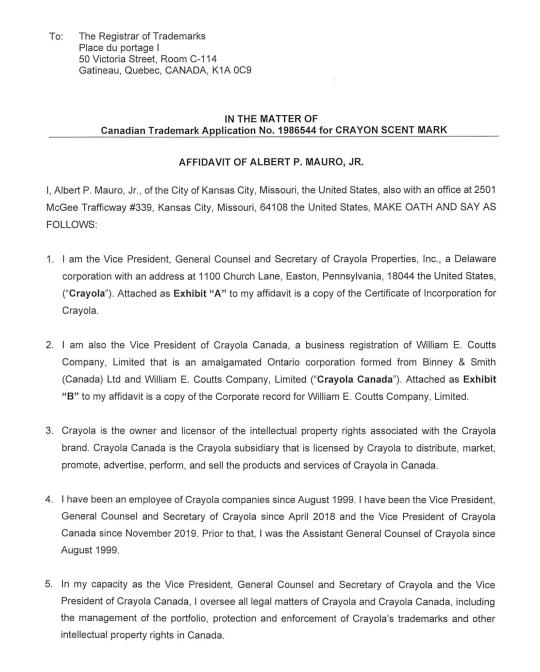 To: The Registrar of Trademarks
Place du portage I
50 Victoria Street, Room C-114
Gatineau, Quebec, CANADA, K1A 0C9
IN THE MATTER OF
Canadian Trademark Application No. 1986544 for CRAYON SCENT MARK
AFFIDAVIT OF ALBERT P. MAURO, JR.
I, Albert P. Mauro, Jr., of the City of Kansas City, Missouri, the United States, also with an office at 2501
McGee Trafficway #339, Kansas City, Missouri, 64108 the United States, MAKE OATH AND SAY AS
FOLLOWS:
1. I am the Vice President, General Counsel and Secretary of Crayola Properties, Inc., a Delaware
corporation with an address at 1100 Church Lane, Easton, Pennsylvania, 18044 the United States,
(“Crayola”). Attached as Exhibit “A” to my affidavit is a copy of the Certificate of Incorporation for
Crayola.
2. I am also the Vice President of Crayola Canada, a business registration of William E. Coutts
Company, Limited that is an amalgamated Ontario corporation formed from Binney & Smith
(Canada) Ltd and William E. Coutts Company, Limited (“Crayola Canada”). Attached as Exhibit
“B” to my affidavit is a copy of the Corporate record for William E. Coutts Company, Limited.
3. Crayola is the owner and licensor of the intellectual property rights associated with the Crayola
brand. Crayola Canada is the Crayola subsidiary that is licensed by Crayola to distribute, market,
promote, advertise, perform, and sell the products and services of Crayola in Canada.
4. I have been an employee of Crayola companies since August 1999. I have been the Vice President,
General Counsel and Secretary of Crayola since April 2018 and the Vice President of Crayola
Canada since November 2019. Prior to that, I was the Assistant General Counsel of Crayola since
August 1999.
5. In my capacity as the Vice President, General Counsel and Secretary of Crayola and the Vice
President of Crayola Canada, I oversee all legal matters of Crayola and Crayola Canada, including
the management of the portfolio, protection and enforcement of Crayola’s trademarks and other
intellectual property rights in Canada.